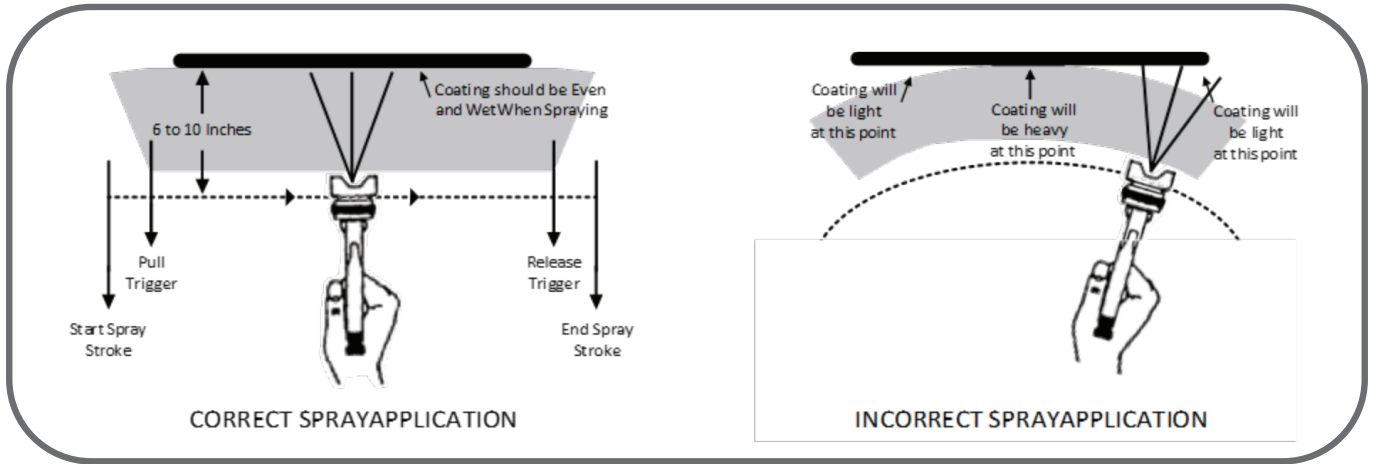 Coating should be Even
and WetWhen Spraying
6 to 10 Inches
Pull
Trigger
Release
Trigger
Start Spray
Stroke
End Spray
Stroke
CORRECT SPRAYAPPLICATION
Coating will
be light
at this point
Coating will
be heavy
at this point
Coating will
be light
at this point
INCORRECT SPRAYAPPLICATION